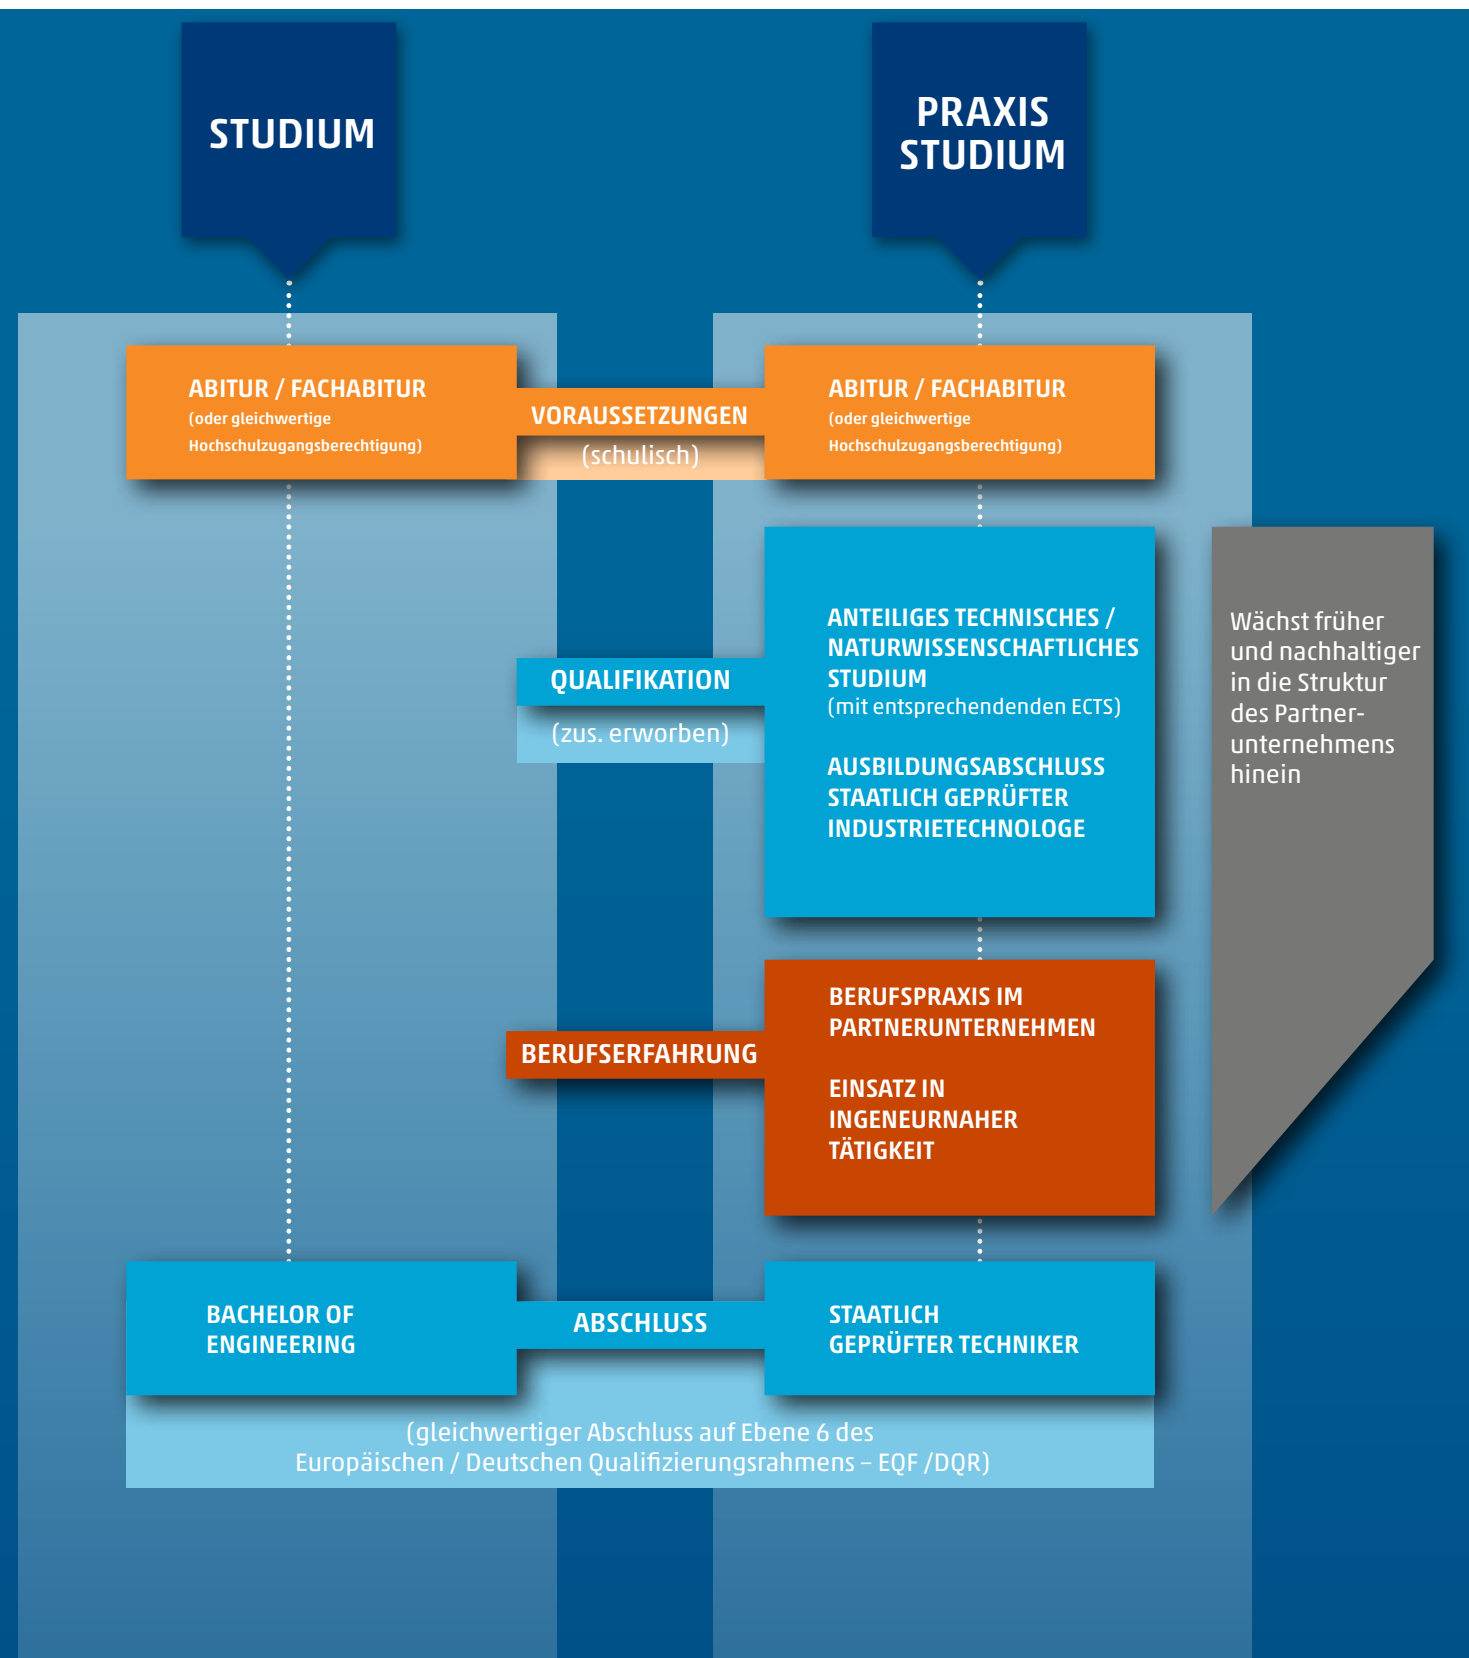 STUDIUM
PRAXIS
STUDIUM
ABITUR / FACHABITUR
(oder gleichwertige
Hochschulzugangsberechtigung)
VORAUSSETZUNGEN
(schulisch)
ABITUR / FACHABITUR
(oder gleichwertige
Hochschulzugangsberechtigung)
QUALIFIKATION
(zus. erworben)
ANTEILIGES TECHNISCHES /
NATURWISSENSCHAFTLICHES
STUDIUM
(mit entsprechendenden ECTS)
AUSBILDUNGSABSCHLUSS
STAATLICH GEPRÜFTER
INDUSTRIETECHNOLOGE
Wächst früher
und nachhaltiger
in die Struktur
des Partner-
unternehmens
hinein
BERUFSERFAHRUNG
BERUFSPRAXIS IM
PARTNERUNTERNEHMEN
EINSATZ IN
INGENEURNAHER
TÄTIGKEIT
BACHELOR OF
ENGINEERING
ABSCHLUSS
STAATLICH
GEPRÜFTER TECHNIKER
(gleichwertiger Abschluss auf Ebene 6 des
Europäischen / Deutschen Qualifizierungsrahmens – EQF /DQR)